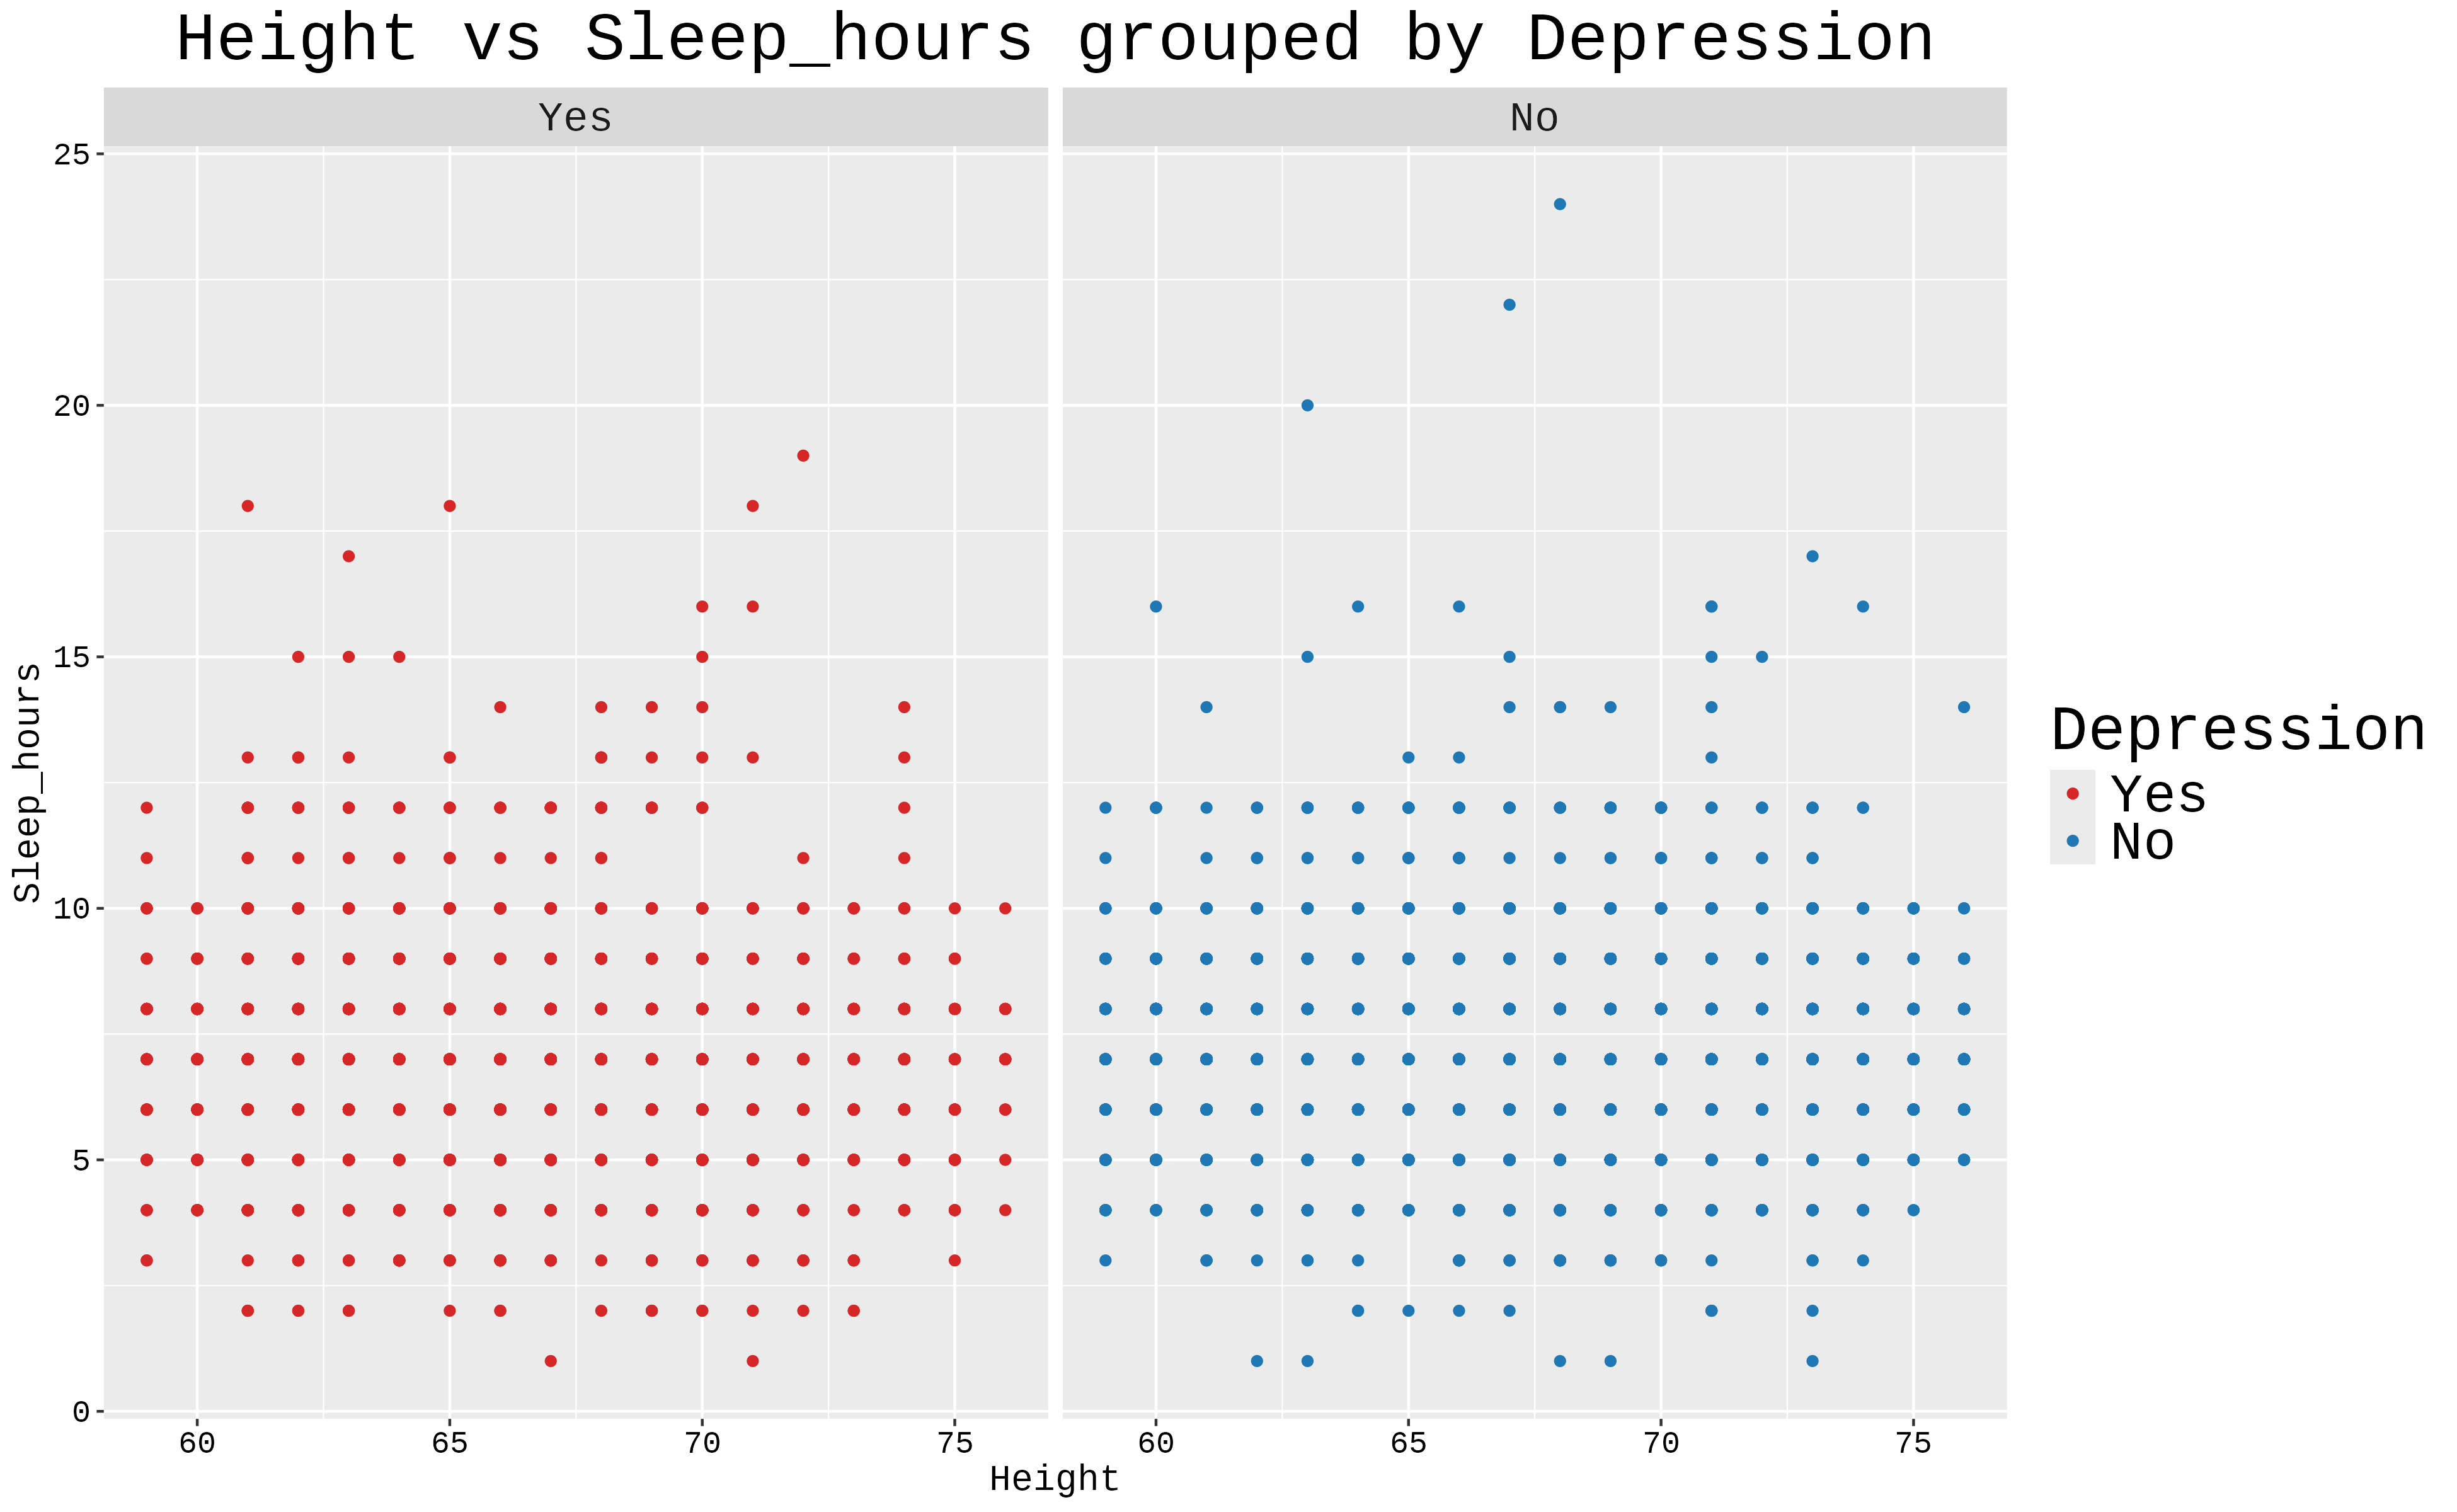 Height vs Sleep_hours grouped by Depression
Yes
No
25
20
15
10
5
0
Sleep_hours
60
65
70
75
60
65
70
75
Height
Depression
Yes
No